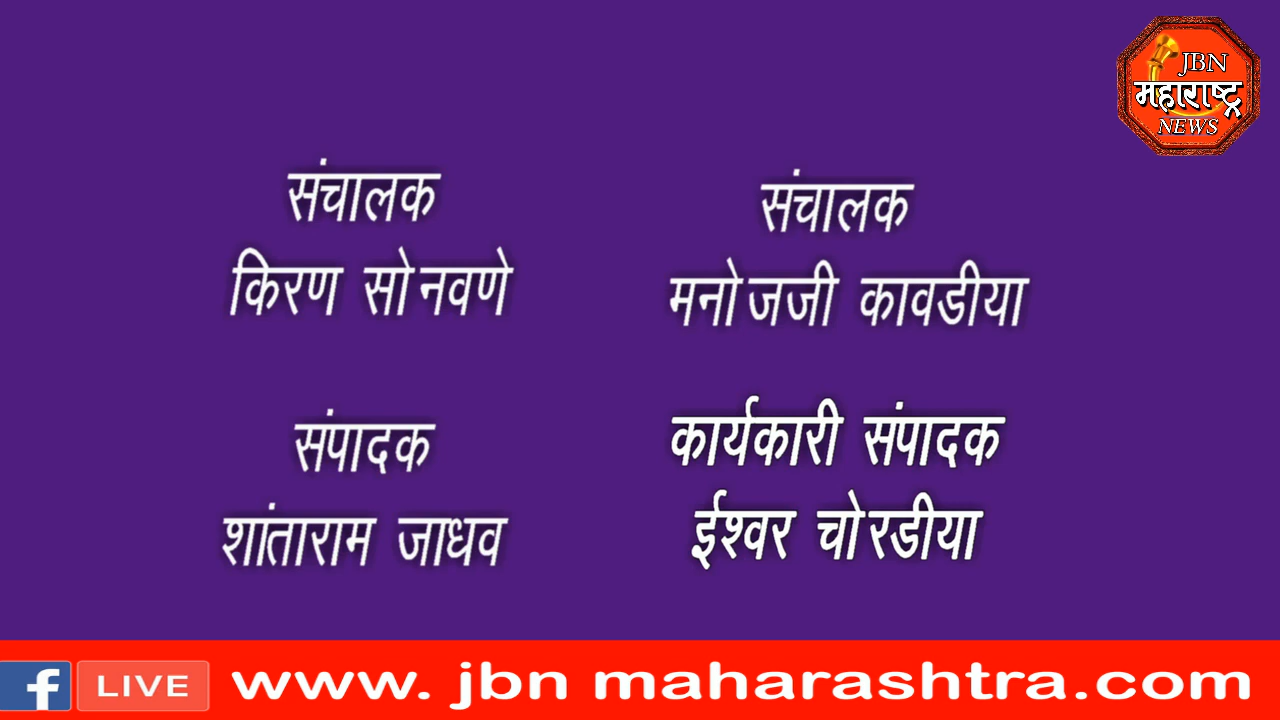 JBN
महाराष्ट्र
NEWS
संचालक
किरण सोनवणे
संचालक
मनोजजी कावडीया
संपादक
शांताराम जाधव
कार्यकारी संपादक
ईश्वर चोरडीया
f LIVE www. jbn maharashtra.com